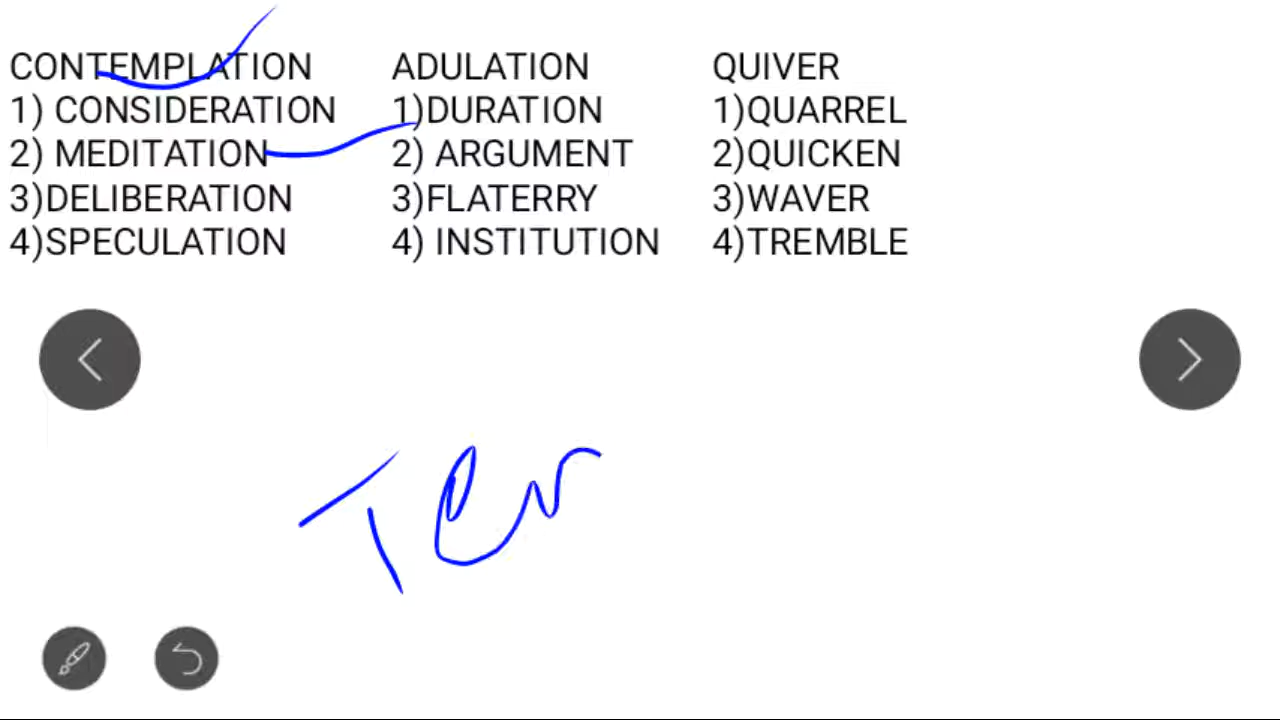 CONTEMPLATION
1) CONSIDERATION
2) MEDITATION
3)DELIBERATION
4)SPECULATION
ADULATION
1)DURATION
2) ARGUMENT
3)FLATERRY
4) INSTITUTION
QUIVER
1)QUARREL
2)QUICKEN
3)WAVER
4)TREMBLE